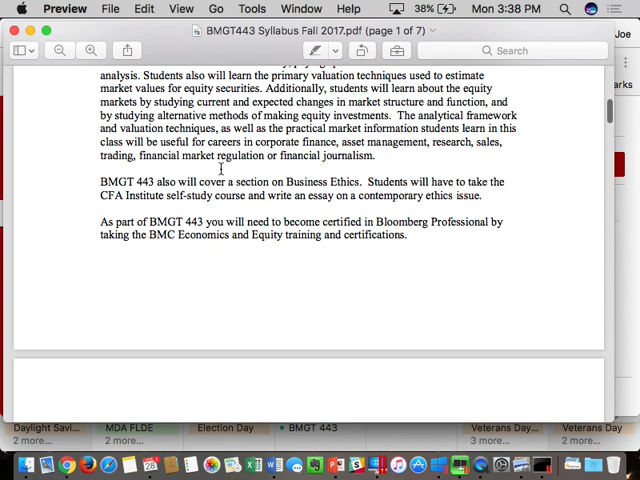 Preview File Edit View Go Tools Window Help 38% Mon 3:38 PM
BMGT443 Syllabus Fall 2017.pdf (page 1 of 7)
Joe
Search
arks
analysis. Students also will learn the primary valuation techniques used to estimate
market values for equity securities. Additionally, students will learn about the equity
markets by studying current and expected changes in market structure and function, and
by studying alternative methods of making equity investments. The analytical framework
and valuation techniques, as well as the practical market information students learn in this
class will be useful for careers in corporate finance, asset management, research, sales,
trading, financial market regulation or financial journalism.
BMGT 443 also will cover a section on Business Ethics. Students will have to take the
CFA Institute self-study course and write an essay on a contemporary ethics issue.
As part of BMGT 443 you will need to become certified in Bloomberg Professional by
taking the BMC Economics and Equity training and certifications.
Daylight Savi... MDA FLDE Election Day • BMGT 443 Veterans Day... Veterans Da...
2 more... 2 more... 3 more... 2 more...
28